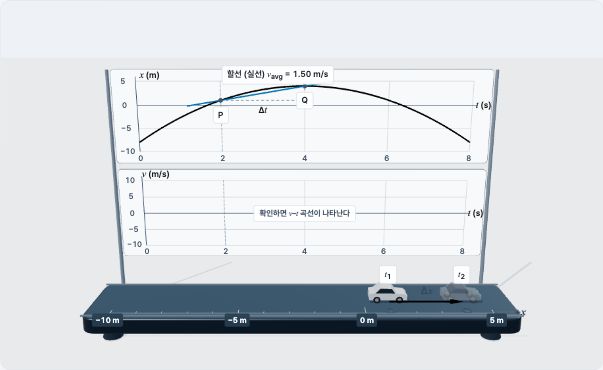 x (m)
할선 (실선) v_avg = 1.50 m/s
5
0
−5
−10
P
Q
Δt
t (s)
0
2
4
6
8
v (m/s)
10
5
0
−5
−10
확인하면 v–t 곡선이 나타난다
t (s)
0
2
4
6
8
t₁
t₂
Δx
x
−10 m
−5 m
0 m
5 m